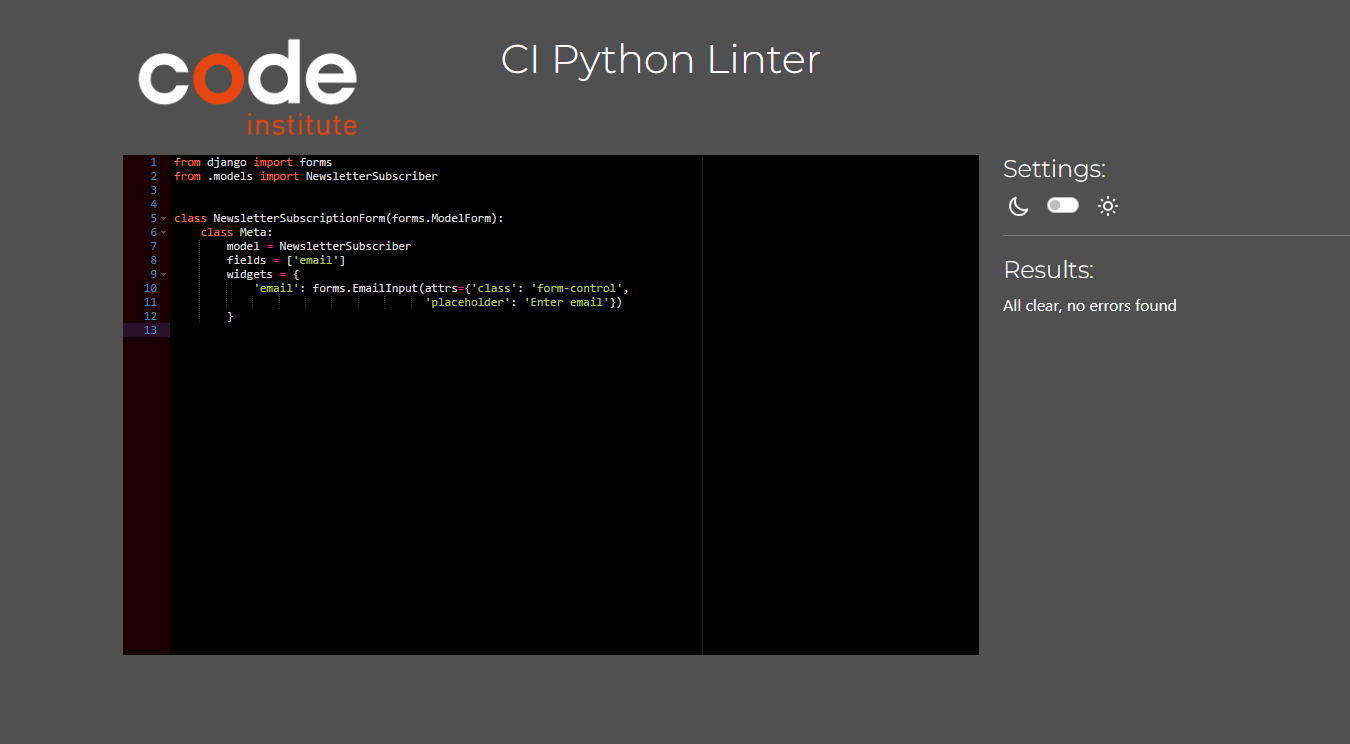 code
institute
CI Python Linter
1 from django import forms
2 from .models import NewsletterSubscriber
3
4
5 class NewsletterSubscriptionForm(forms.ModelForm):
6     class Meta:
7         model = NewsletterSubscriber
8         fields = ['email']
9         widgets = {
10             'email': forms.EmailInput(attrs={'class': 'form-control',
11                                       'placeholder': 'Enter email'})
12         }
13
Settings:
Results:
All clear, no errors found